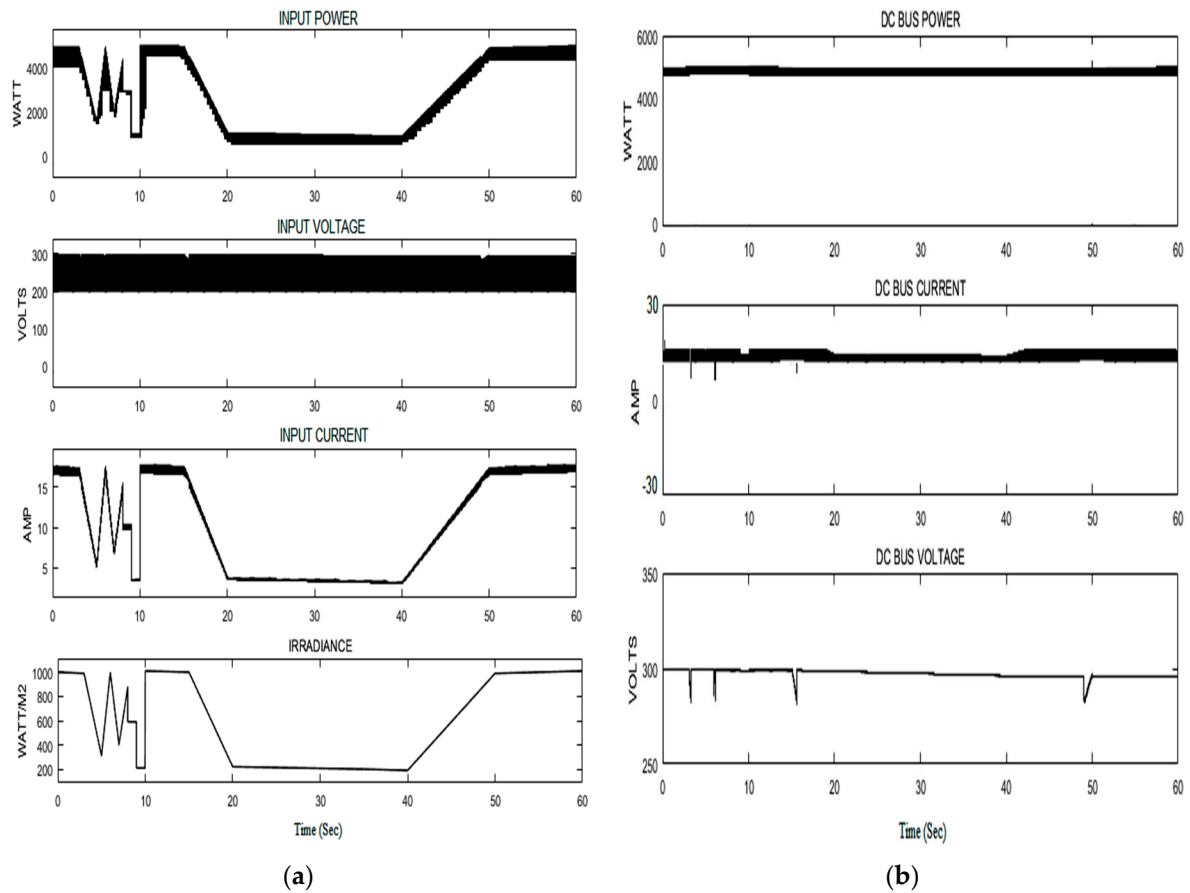 INPUT POWER
WATT
4000
2000
0
0 10 20 30 40 50 60
INPUT VOLTAGE
VOLTS
300
200
100
0
0 10 20 30 40 50 60
INPUT CURRENT
AMP
15
10
5
0 10 20 30 40 50 60
IRRADIANCE
WATT/M2
1000
800
600
400
200
0 10 20 30 40 50 60
Time (Sec)
(a)
DC BUS POWER
WATT
6000
4000
2000
0
0 10 20 30 40 50 60
DC BUS CURRENT
AMP
30
0
-30
0 10 20 30 40 50 60
DC BUS VOLTAGE
VOLTS
350
300
250
0 10 20 30 40 50 60
Time (Sec)
(b)